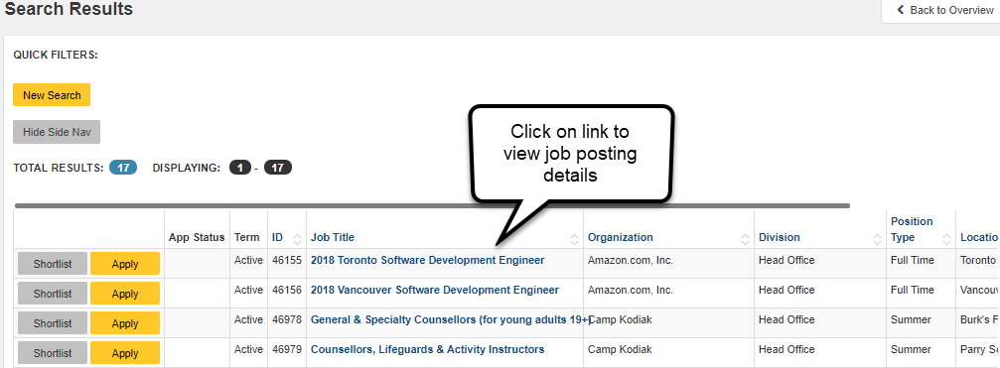 Search Results
Back to Overview
QUICK FILTERS:
New Search
Hide Side Nav
TOTAL RESULTS: 17 DISPLAYING: 1 - 17
Click on link to
view job posting
details
App Status Term ID Job Title Organization Division Position Type Locatio
Shortlist Apply Active 46155 2018 Toronto Software Development Engineer Amazon.com, Inc. Head Office Full Time Toronto
Shortlist Apply Active 46156 2018 Vancouver Software Development Engineer Amazon.com, Inc. Head Office Full Time Vancouv
Shortlist Apply Active 46978 General & Specialty Counsellors (for young adults 19+) Camp Kodiak Head Office Summer Burk's F
Shortlist Apply Active 46979 Counsellors, Lifeguards & Activity Instructors Camp Kodiak Head Office Summer Parry So